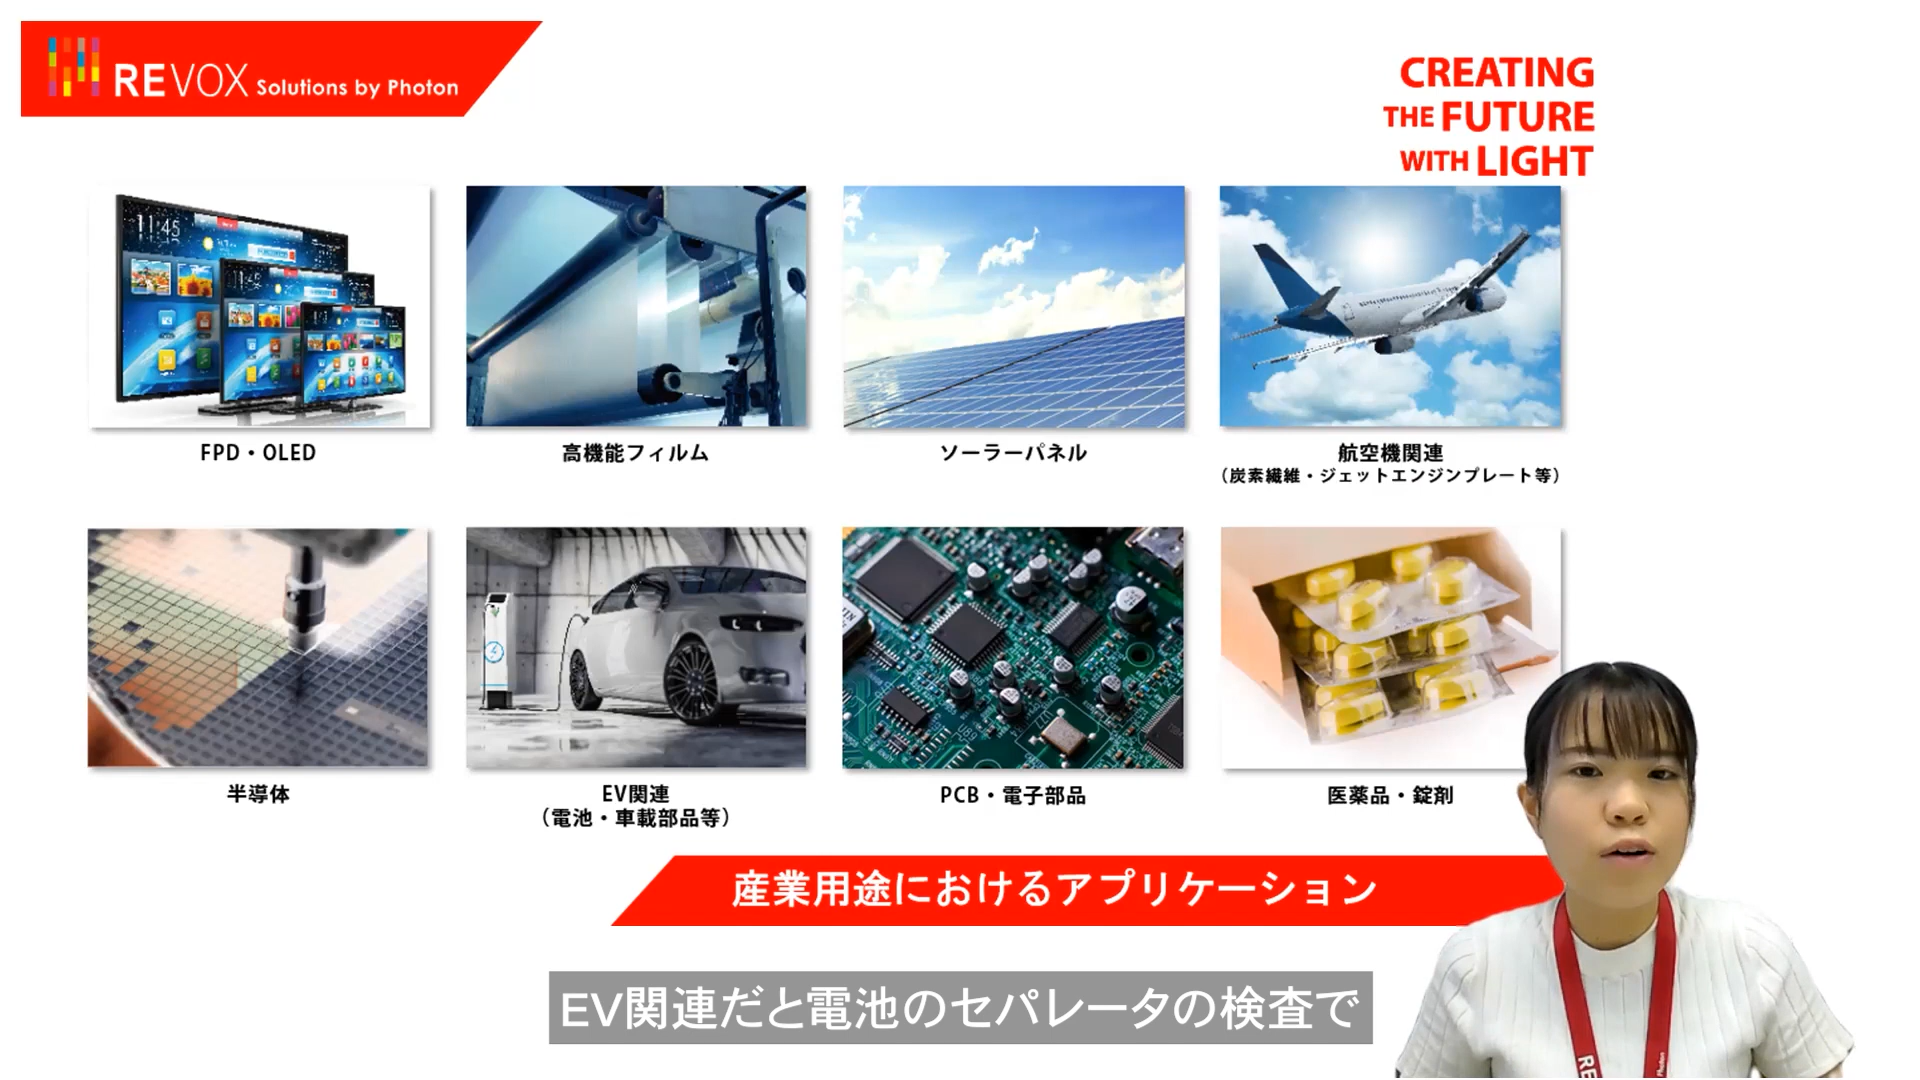 REVOX Solutions by Photon
CREATING
THE FUTURE
WITH LIGHT
11:45
FPD・OLED
高機能フィルム
ソーラーパネル
航空機関連
（炭素繊維・ジェットエンジンプレート等）
半導体
EV関連
（電池・車載部品等）
PCB・電子部品
医薬品・錠剤
産業用途におけるアプリケーション
EV関連だと電池のセパレータの検査で
RE
Photon